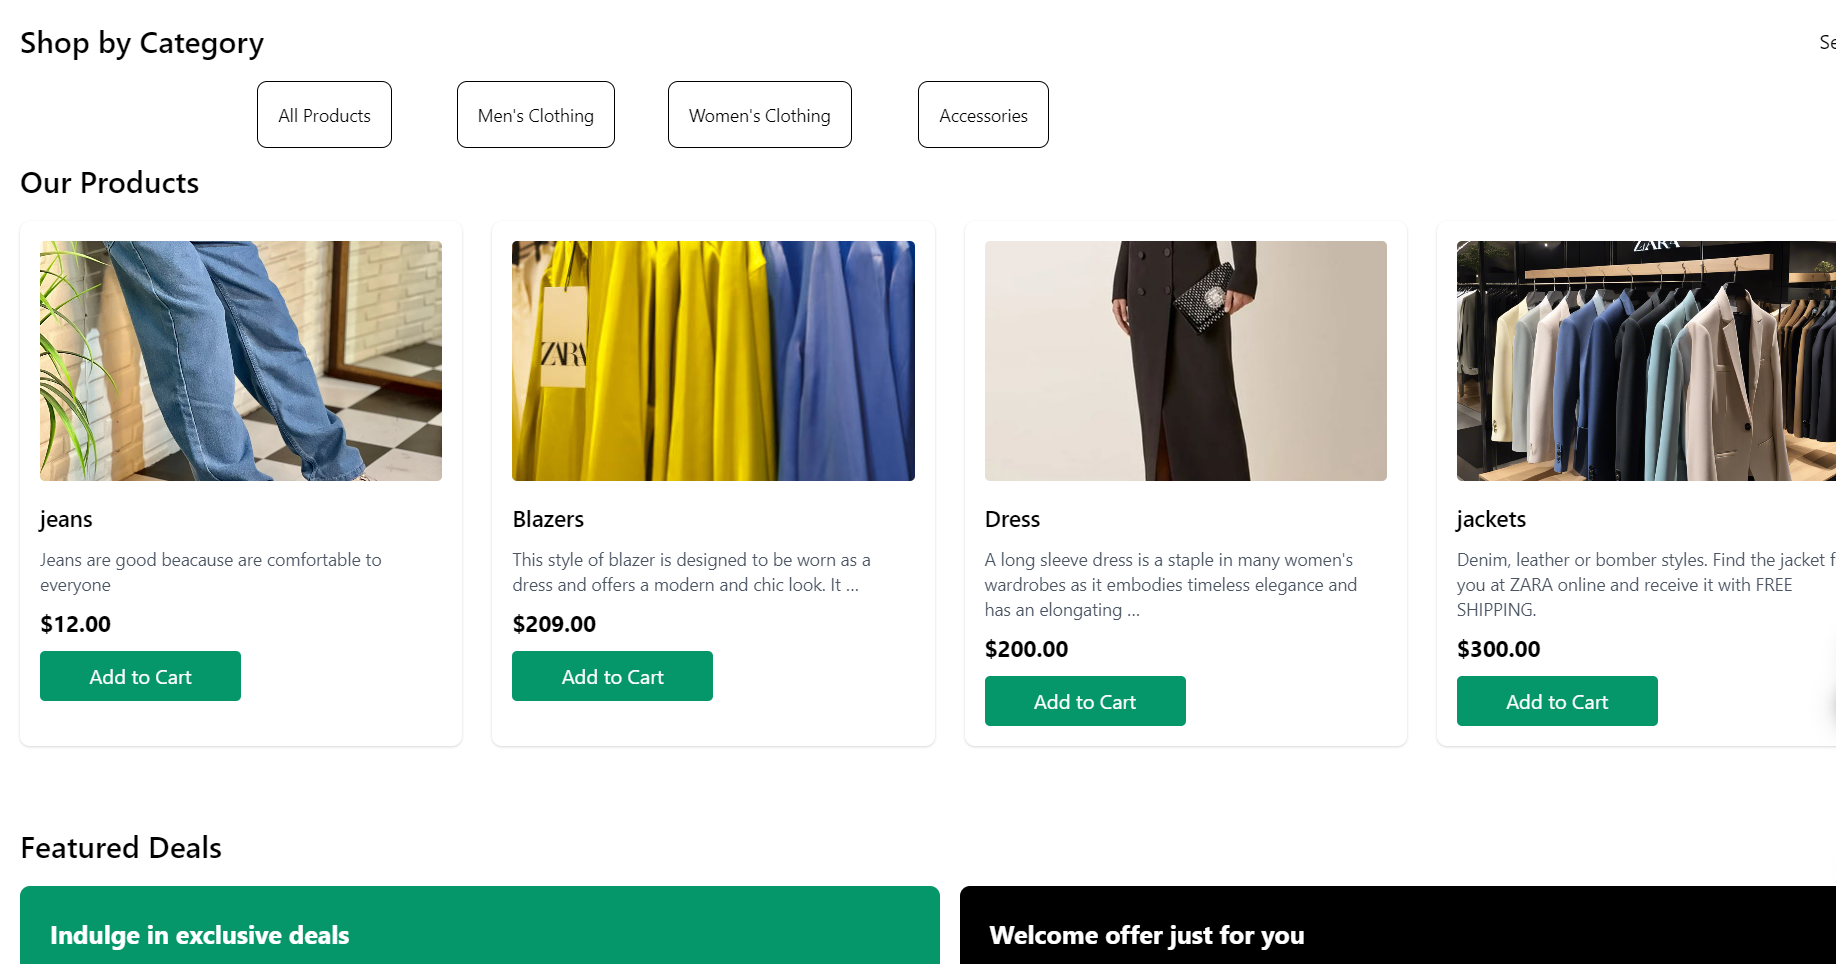 Shop by Category
All Products
Men's Clothing
Women's Clothing
Accessories
Our Products
ZARA
ZARA
jeans
Jeans are good beacause are comfortable to
everyone
$12.00
Add to Cart
Blazers
This style of blazer is designed to be worn as a
dress and offers a modern and chic look. It ...
$209.00
Add to Cart
Dress
A long sleeve dress is a staple in many women's
wardrobes as it embodies timeless elegance and
has an elongating ...
$200.00
Add to Cart
jackets
Denim, leather or bomber styles. Find the jacket
you at ZARA online and receive it with FREE
SHIPPING.
$300.00
Add to Cart
Featured Deals
Indulge in exclusive deals
Welcome offer just for you